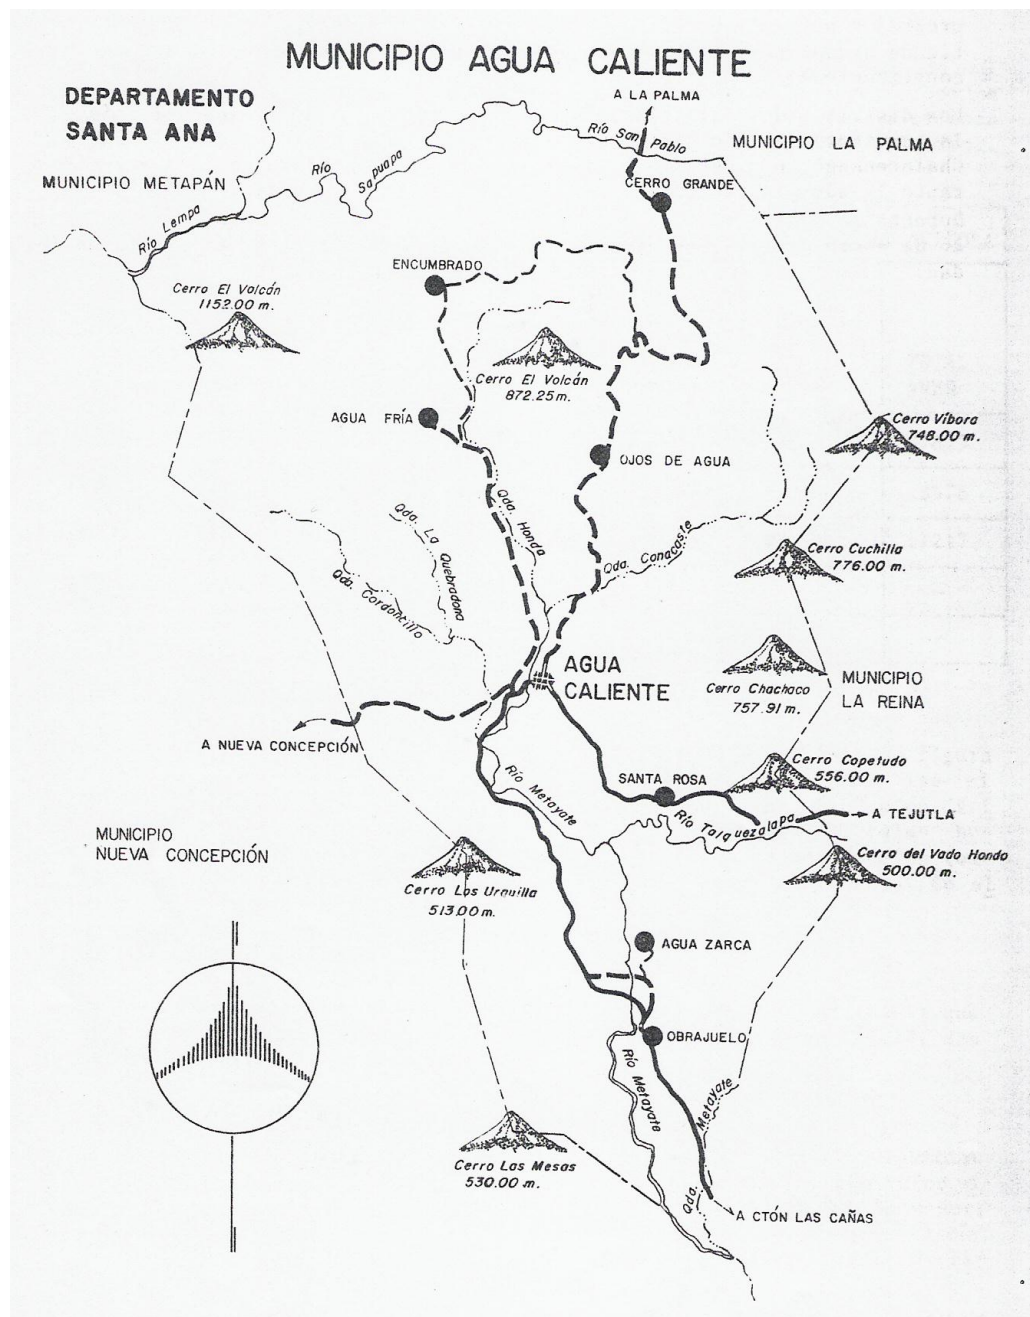 MUNICIPIO AGUA CALIENTE
DEPARTAMENTO
SANTA ANA
A LA PALMA
Río San Pablo
MUNICIPIO LA PALMA
MUNICIPIO METAPÁN
Río Sapuapa
CERRO GRANDE
Río Lempa
ENCUMBRADO
Cerro El Volcán
1152.00 m.
Cerro El Volcán
872.25 m.
AGUA FRÍA
Cerro Víbora
748.00 m.
OJOS DE AGUA
Qda. Honda
Qda. La Quebradona
Qda. Conacaste
Cerro Cuchilla
776.00 m.
Qda. Cordoncillo
AGUA
CALIENTE
MUNICIPIO
LA REINA
Cerro Chachaco
757.91 m.
A NUEVA CONCEPCIÓN
Cerro Copetudo
556.00 m.
SANTA ROSA
Río Metayate
Río Talquezalapa
A TEJUTLA
MUNICIPIO
NUEVA CONCEPCIÓN
Cerro del Vado Hondo
500.00 m.
Cerro Los Urquilla
513.00 m.
AGUA ZARCA
OBRAJUELO
Río Metayate
Qda. Metayate
Cerro Las Mesas
530.00 m.
A CTÓN LAS CAÑAS